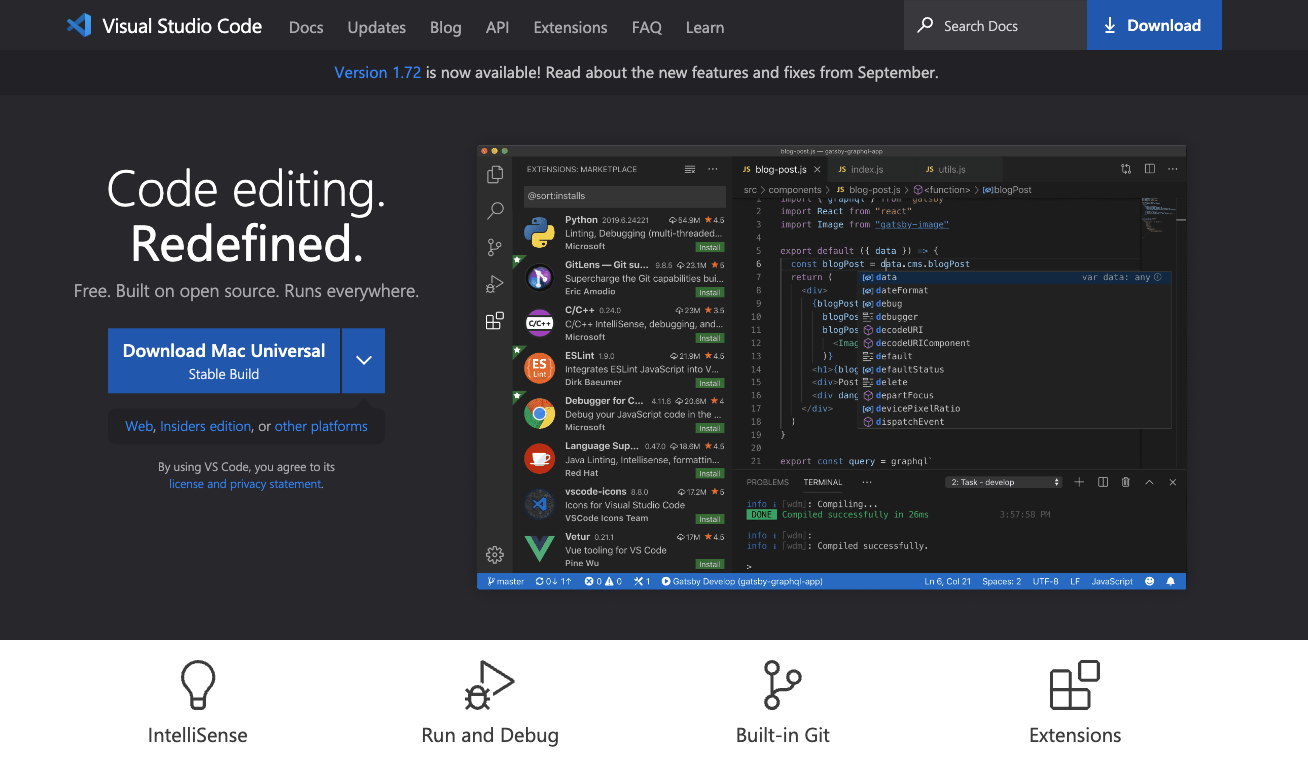 Visual Studio Code Docs Updates Blog API Extensions FAQ Learn Search Docs Download
Version 1.72 is now available! Read about the new features and fixes from September.
Code editing.
Redefined.
Free. Built on open source. Runs everywhere.
Download Mac Universal
Stable Build
Web, Insiders edition, or other platforms
By using VS Code, you agree to its
license and privacy statement.
blog-post.js — gatsby-graphql-app
EXTENSIONS: MARKETPLACE
@sort:installs
Python 2019.6.24221 54.9M 4.5
Linting, Debugging (multi-threaded...
Microsoft Install
GitLens — Git su... 9.8.5 23.1M 5
Supercharge the Git capabilities bui...
Eric Amodio Install
C/C++ 0.24.0 23M 3.5
C/C++ IntelliSense, debugging, and...
Microsoft Install
ESLint 1.9.0 21.9M 4.5
Integrates ESLint JavaScript into V...
Dirk Baeumer Install
Debugger for C... 4.11.6 20.6M 4
Debug your JavaScript code in the ...
Microsoft Install
Language Sup... 0.47.0 18.6M 4.5
Java Linting, Intellisense, formattin...
Red Hat Install
vscode-icons 8.8.0 17.2M 5
Icons for Visual Studio Code
VSCode Icons Team Install
Vetur 0.21.1 17M 4.5
Vue tooling for VS Code
Pine Wu Install
C/C++
ES
Lint
JS blog-post.js JS index.js JS utils.js
src > components > JS blog-post.js > <function> > blogPost
1 import { graphql } from "gatsby"
2 import React from "react"
3 import Image from "gatsby-image"
4
5 export default ({ data }) => {
6 const blogPost = data.cms.blogPost
7 return (
8 <div>
9 {blogPost
10 blogPos
11 blogPos
12 <Imag
13 )}
14 <h1>{blog
15 <div>Post
16 <div dang
17 </div>
18 )
19 }
20
21 export const query = graphql`
data var data: any
dateFormat
debug
debugger
decodeURI
decodeURIComponent
default
defaultStatus
delete
departFocus
devicePixelRatio
dispatchEvent
PROBLEMS TERMINAL ... 2: Task - develop
info : [wdm]: Compiling...
DONE Compiled successfully in 26ms 3:57:58 PM
info : [wdm]:
info : [wdm]: Compiled successfully.
>
master 0↓ 1↑ 0 0 1 Gatsby Develop (gatsby-graphql-app) Ln 6, Col 21 Spaces: 2 UTF-8 LF JavaScript
IntelliSense Run and Debug Built-in Git Extensions